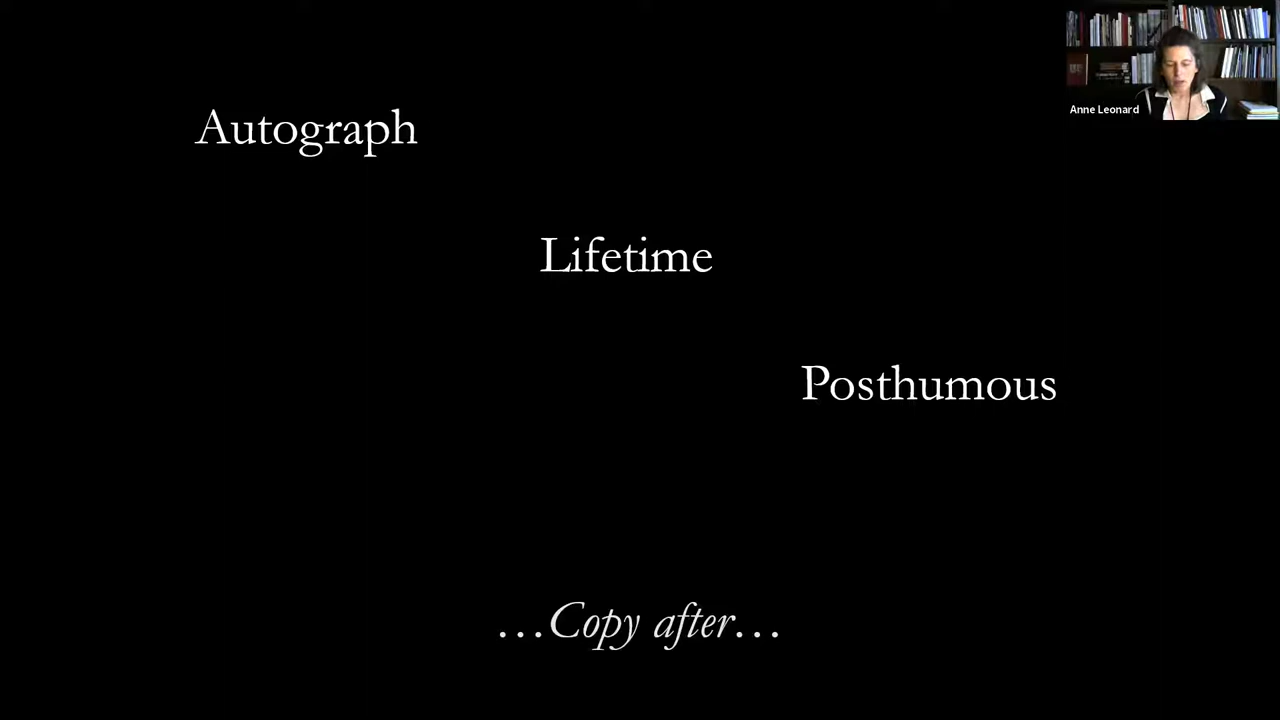 Anne Leonard
Autograph
Lifetime
Posthumous
…Copy after…